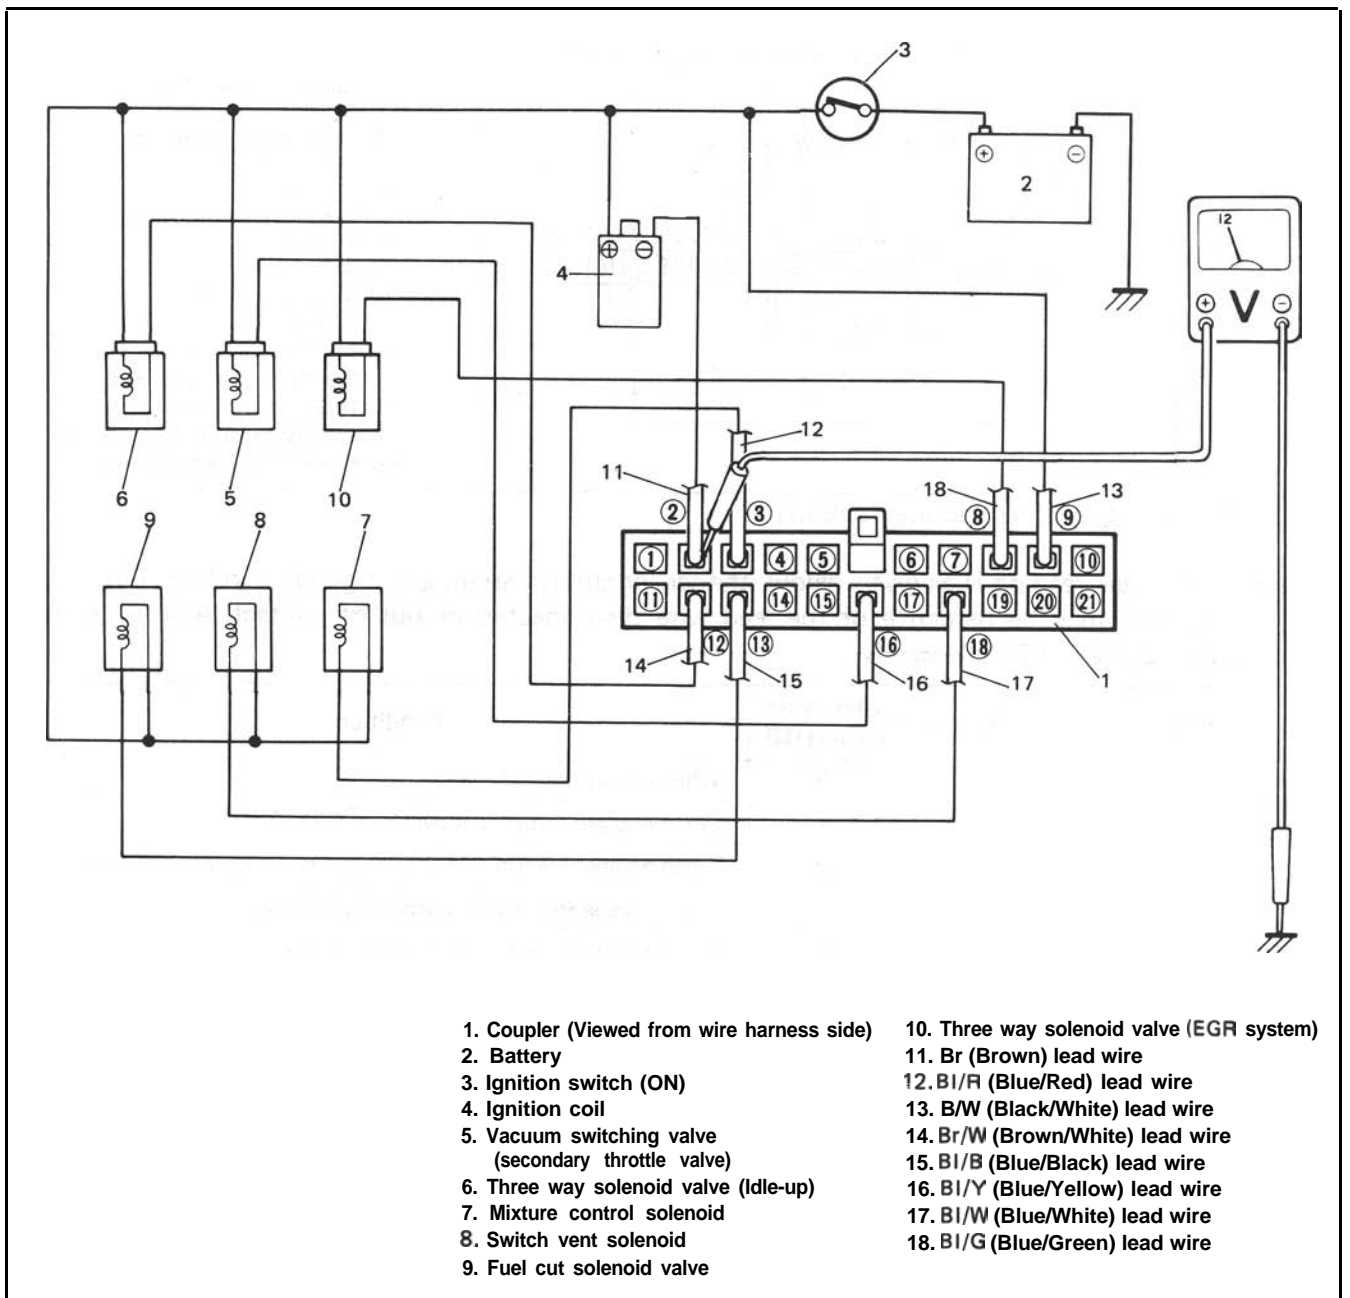 3
2
12
V
4
12
11
18
13
② ③ ⑧ ⑨
① ④ ⑤ ⑥ ⑦ ⑩
⑪ ⑭ ⑮ ⑰ ⑲ ⑳ ㉑
⑫ ⑬ ⑯ ⑱
14
15
16
17
1
6
5
10
9
8
7
1. Coupler (Viewed from wire harness side)
2. Battery
3. Ignition switch (ON)
4. Ignition coil
5. Vacuum switching valve
(secondary throttle valve)
6. Three way solenoid valve (Idle-up)
7. Mixture control solenoid
8. Switch vent solenoid
9. Fuel cut solenoid valve
10. Three way solenoid valve (EGR system)
11. Br (Brown) lead wire
12. Bl/R (Blue/Red) lead wire
13. B/W (Black/White) lead wire
14. Br/W (Brown/White) lead wire
15. Bl/B (Blue/Black) lead wire
16. Bl/Y (Blue/Yellow) lead wire
17. Bl/W (Blue/White) lead wire
18. Bl/G (Blue/Green) lead wire